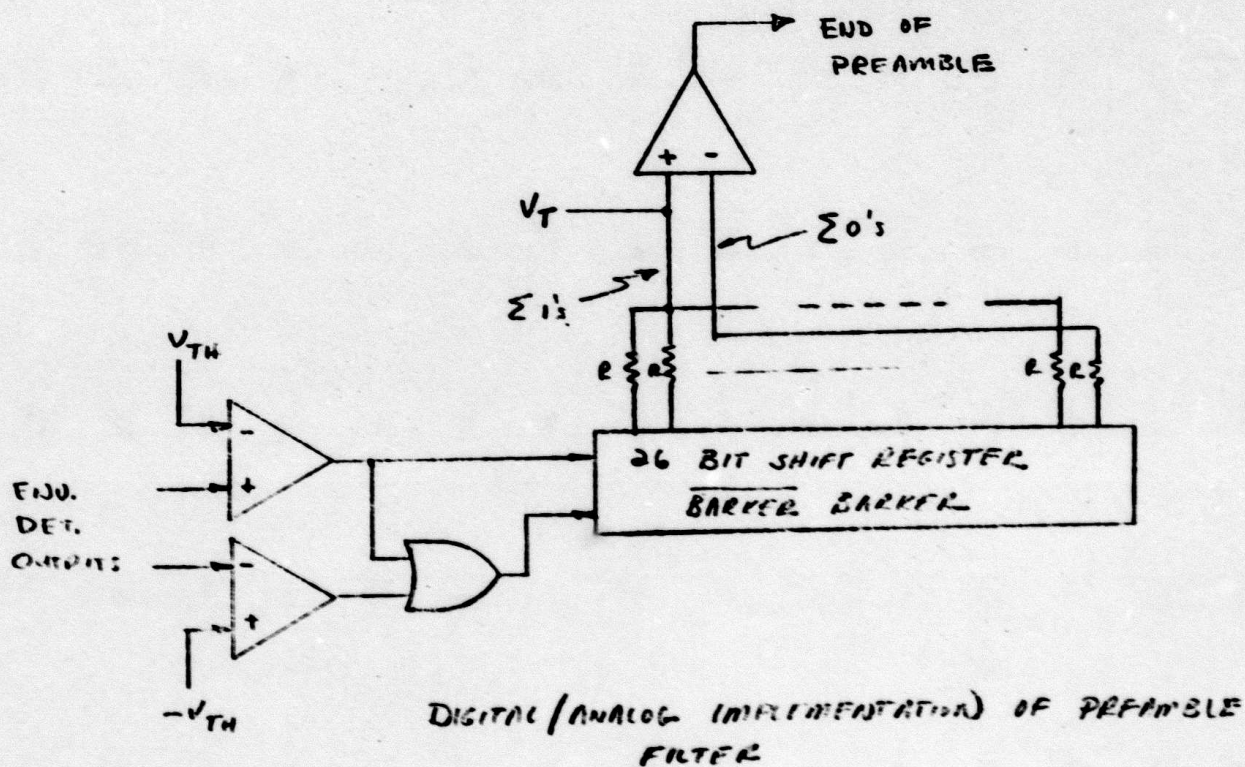 END OF
PREAMBLE
+ -
V_T
Σ0's
Σ1's
V_TH
R R R R
- 
+
26 BIT SHIFT REGISTER
B̅A̅R̅K̅E̅R̅ BARKER
ENV.
DET.
OUTPUTS
-
+
-V_TH
DIGITAL/ANALOG IMPLEMENTATION OF PREAMBLE
FILTER